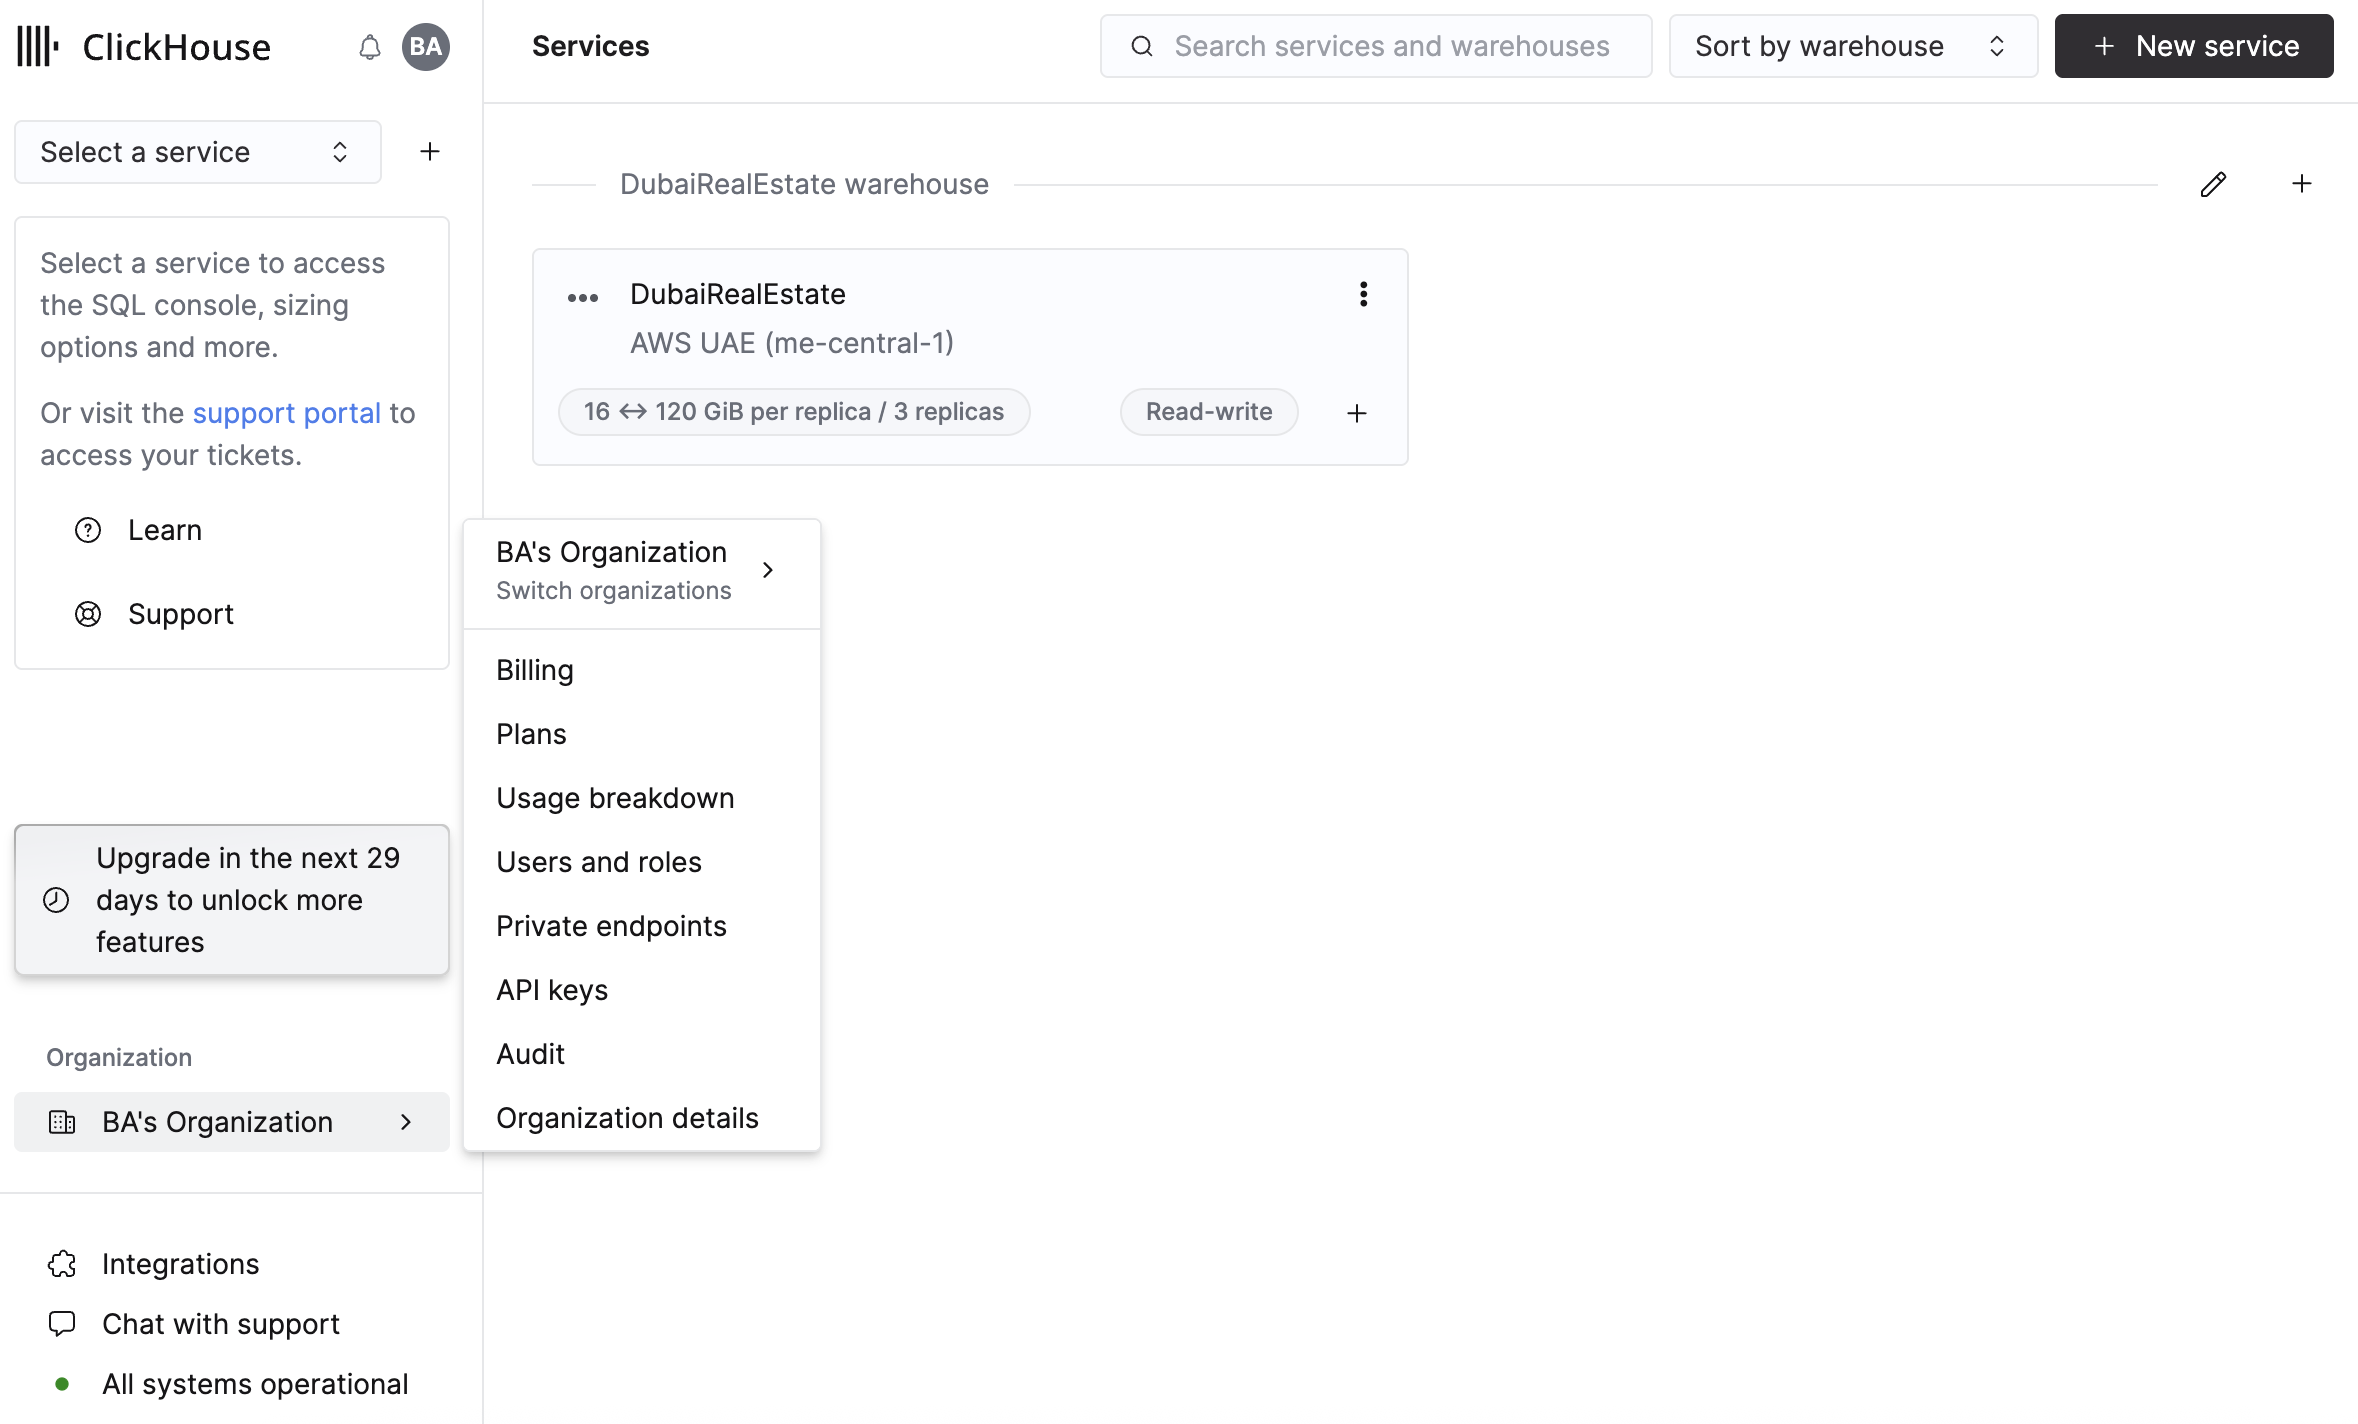 ClickHouse
BA
Select a service
Select a service to access
the SQL console, sizing
options and more.
Or visit the support portal to
access your tickets.
Learn
Support
Upgrade in the next 29
days to unlock more
features
Organization
BA's Organization
Integrations
Chat with support
All systems operational
Services
Search services and warehouses
Sort by warehouse
New service
DubaiRealEstate warehouse
DubaiRealEstate
AWS UAE (me-central-1)
16 ↔ 120 GiB per replica / 3 replicas
Read-write
BA's Organization
Switch organizations
Billing
Plans
Usage breakdown
Users and roles
Private endpoints
API keys
Audit
Organization details